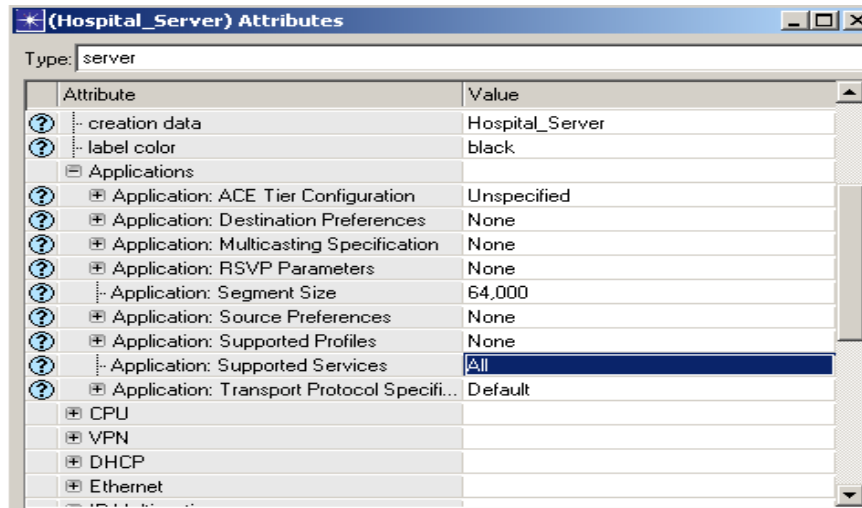 (Hospital_Server) Attributes
Type: server
Attribute Value
creation data Hospital_Server
label color black
Applications
Application: ACE Tier Configuration Unspecified
Application: Destination Preferences None
Application: Multicasting Specification None
Application: RSVP Parameters None
Application: Segment Size 64,000
Application: Source Preferences None
Application: Supported Profiles None
Application: Supported Services All
Application: Transport Protocol Specifi... Default
CPU
VPN
DHCP
Ethernet